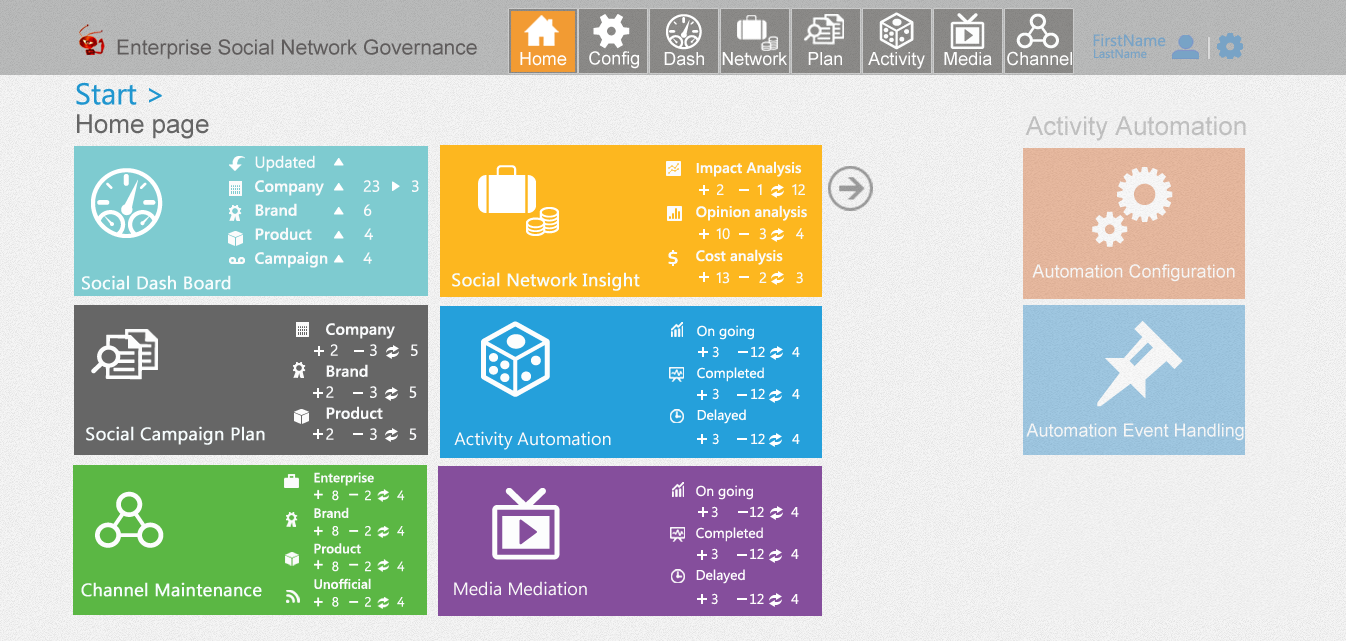 Enterprise Social Network Governance
Home
Config
Dash
Network
Plan
Activity
Media
Channel
FirstName
LastName
Start >
Home page
Activity Automation
Updated
Company 23 3
Brand 6
Product 4
Campaign 4
Social Dash Board
Impact Analysis
+ 2 − 1 12
Opinion analysis
+ 10 − 3 4
$ Cost analysis
+ 13 − 2 3
Social Network Insight
Automation Configuration
Company
+ 2 − 3 5
Brand
+2 − 3 5
Product
+2 − 3 5
Social Campaign Plan
On going
+3 −12 4
Completed
+3 −12 4
Delayed
+3 −12 4
Activity Automation
Automation Event Handling
Enterprise
+ 8 − 2 4
Brand
+ 8 − 2 4
Product
+ 8 − 2 4
Unofficial
+ 8 − 2 4
Channel Maintenance
On going
+3 −12 4
Completed
+3 −12 4
Delayed
+3 −12 4
Media Mediation